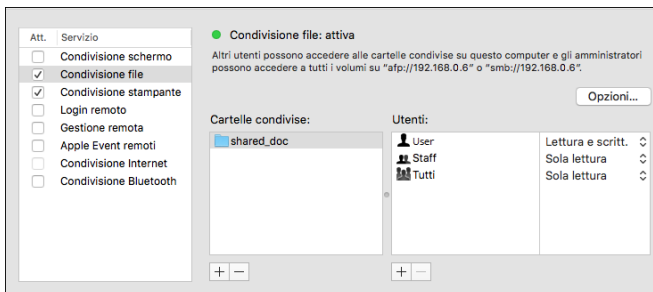 Att. Servizio
Condivisione schermo
Condivisione file
Condivisione stampante
Login remoto
Gestione remota
Apple Event remoti
Condivisione Internet
Condivisione Bluetooth
Condivisione file: attiva
Altri utenti possono accedere alle cartelle condivise su questo computer e gli amministratori
possono accedere a tutti i volumi su “afp://192.168.0.6” o “smb://192.168.0.6”.
Opzioni...
Cartelle condivise:
shared_doc
Utenti:
User Lettura e scritt.
Staff Sola lettura
Tutti Sola lettura
+ −
+ −